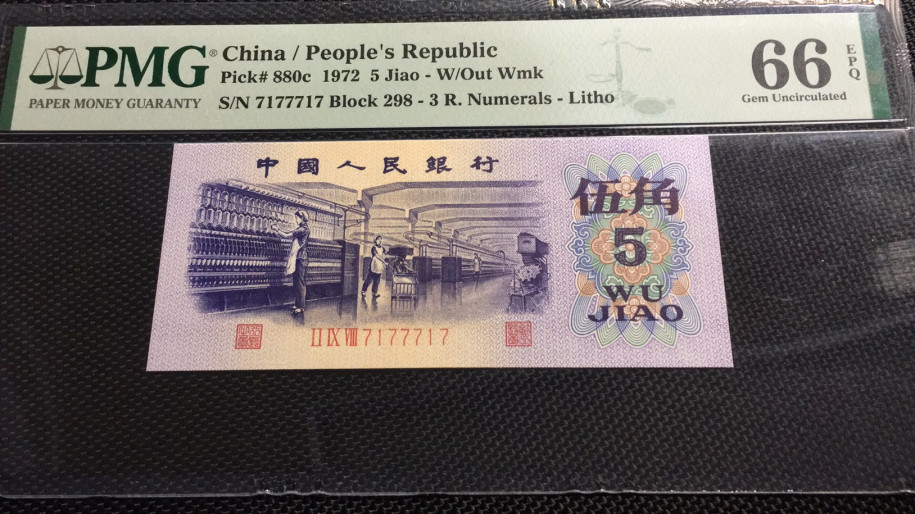 PMG®
PAPER MONEY GUARANTY
China / People's Republic
Pick# 880c 1972 5 Jiao - W/Out Wmk
S/N 7177717 Block 298 - 3 R. Numerals - Litho
66 EPQ
Gem Uncirculated
中國人民銀行
伍角
5
WU
JIAO
II IX VIII 7177717